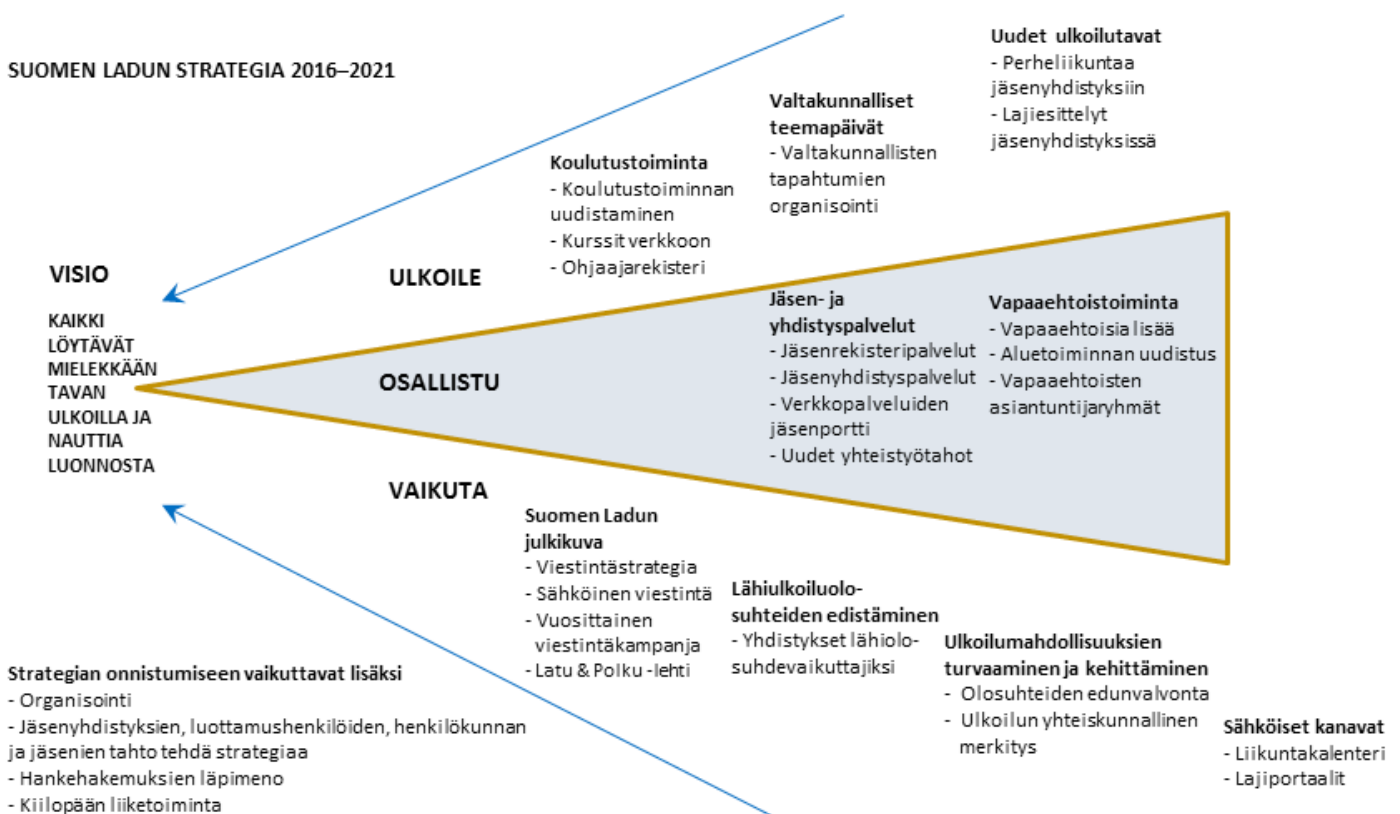 SUOMEN LADUN STRATEGIA 2016–2021
Uudet ulkoilutavat
- Perheliikuntaa
jäsenyhdistyksiin
- Lajiesittelyt
jäsenyhdistyksissä
Valtakunnalliset
teemapäivät
- Valtakunnallisten
tapahtumien
organisointi
Koulutustoiminta
- Koulutustoiminnan
uudistaminen
- Kurssit verkkoon
- Ohjaajarekisteri
VISIO
KAIKKI
LÖYTÄVÄT
MIELEKKÄÄN
TAVAN
ULKOILLA JA
NAUTTIA
LUONNOSTA
ULKOILE
OSALLISTU
Jäsen- ja
yhdistyspalvelut
- Jäsenrekisteripalvelut
- Jäsenyhdistyspalvelut
- Verkkopalveluiden
jäsenportti
- Uudet yhteistyötahot
Vapaaehtoistoiminta
- Vapaaehtoisia lisää
- Aluetoiminnan uudistus
- Vapaaehtoisten
asiantuntijaryhmät
VAIKUTA
Suomen Ladun
julkikuva
- Viestintästrategia
- Sähköinen viestintä
- Vuosittainen
viestintäkampanja
- Latu & Polku -lehti
Lähiulkoiluolo-
suhteiden edistäminen
- Yhdistykset lähiolo-
suhdevaikuttajiksi
Ulkoilumahdollisuuksien
turvaaminen ja kehittäminen
- Olosuhteiden edunvalvonta
- Ulkoilun yhteiskunnallinen
merkitys
Sähköiset kanavat
- Liikuntakalenteri
- Lajiportaalit
Strategian onnistumiseen vaikuttavat lisäksi
- Organisointi
- Jäsenyhdistyksien, luottamushenkilöiden, henkilökunnan
ja jäsenien tahto tehdä strategiaa
- Hankehakemuksien läpimeno
- Kiilopään liiketoiminta